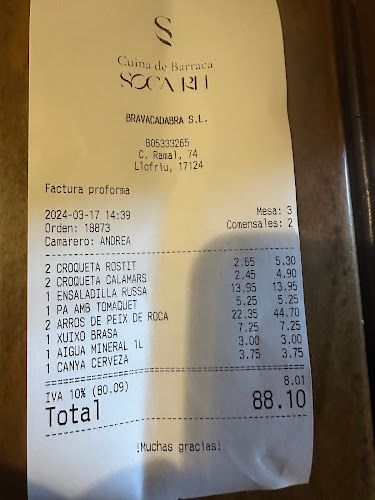 S
Cuina de Barraca
SOCAREL
BRAVACADABRA S.L.
B05333265
C. Ramal, 74
Llofriu, 17124
Factura proforma
2024-03-17 14:39 Mesa: 3
Orden: 18873 Comensales: 2
Camarero: ANDREA
2 CROQUETA ROSTIT 2.65 5.30
2 CROQUETA CALAMARS 2.45 4.90
1 ENSALADILLA RUSSA 13.95 13.95
1 PA AMB TOMAQUET 5.25 5.25
2 ARROS DE PEIX DE ROCA 22.35 44.70
1 XUIXO BRASA 7.25 7.25
1 AIGUA MINERAL 1L 3.00 3.00
1 CANYA CERVEZA 3.75 3.75
IVA 10% (80.09) 8.01
Total 88.10
¡Muchas gracias!